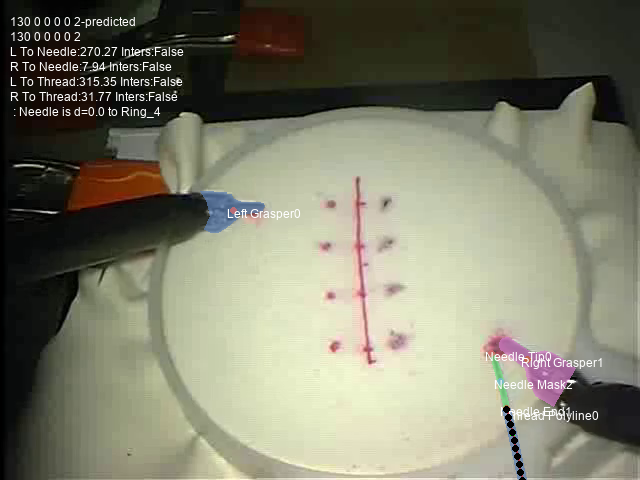 130 0 0 0 0 2-predicted
130 0 0 0 0 2
L To Needle:270.27 Inters:False
R To Needle:7.94 Inters:False
L To Thread:315.35 Inters:False
R To Thread:31.77 Inters:False
: Needle is d=0.0 to Ring_4
Left Grasper0
Needle Tip0
Right Grasper1
Needle Mask2
Needle End1
Thread Polyline0